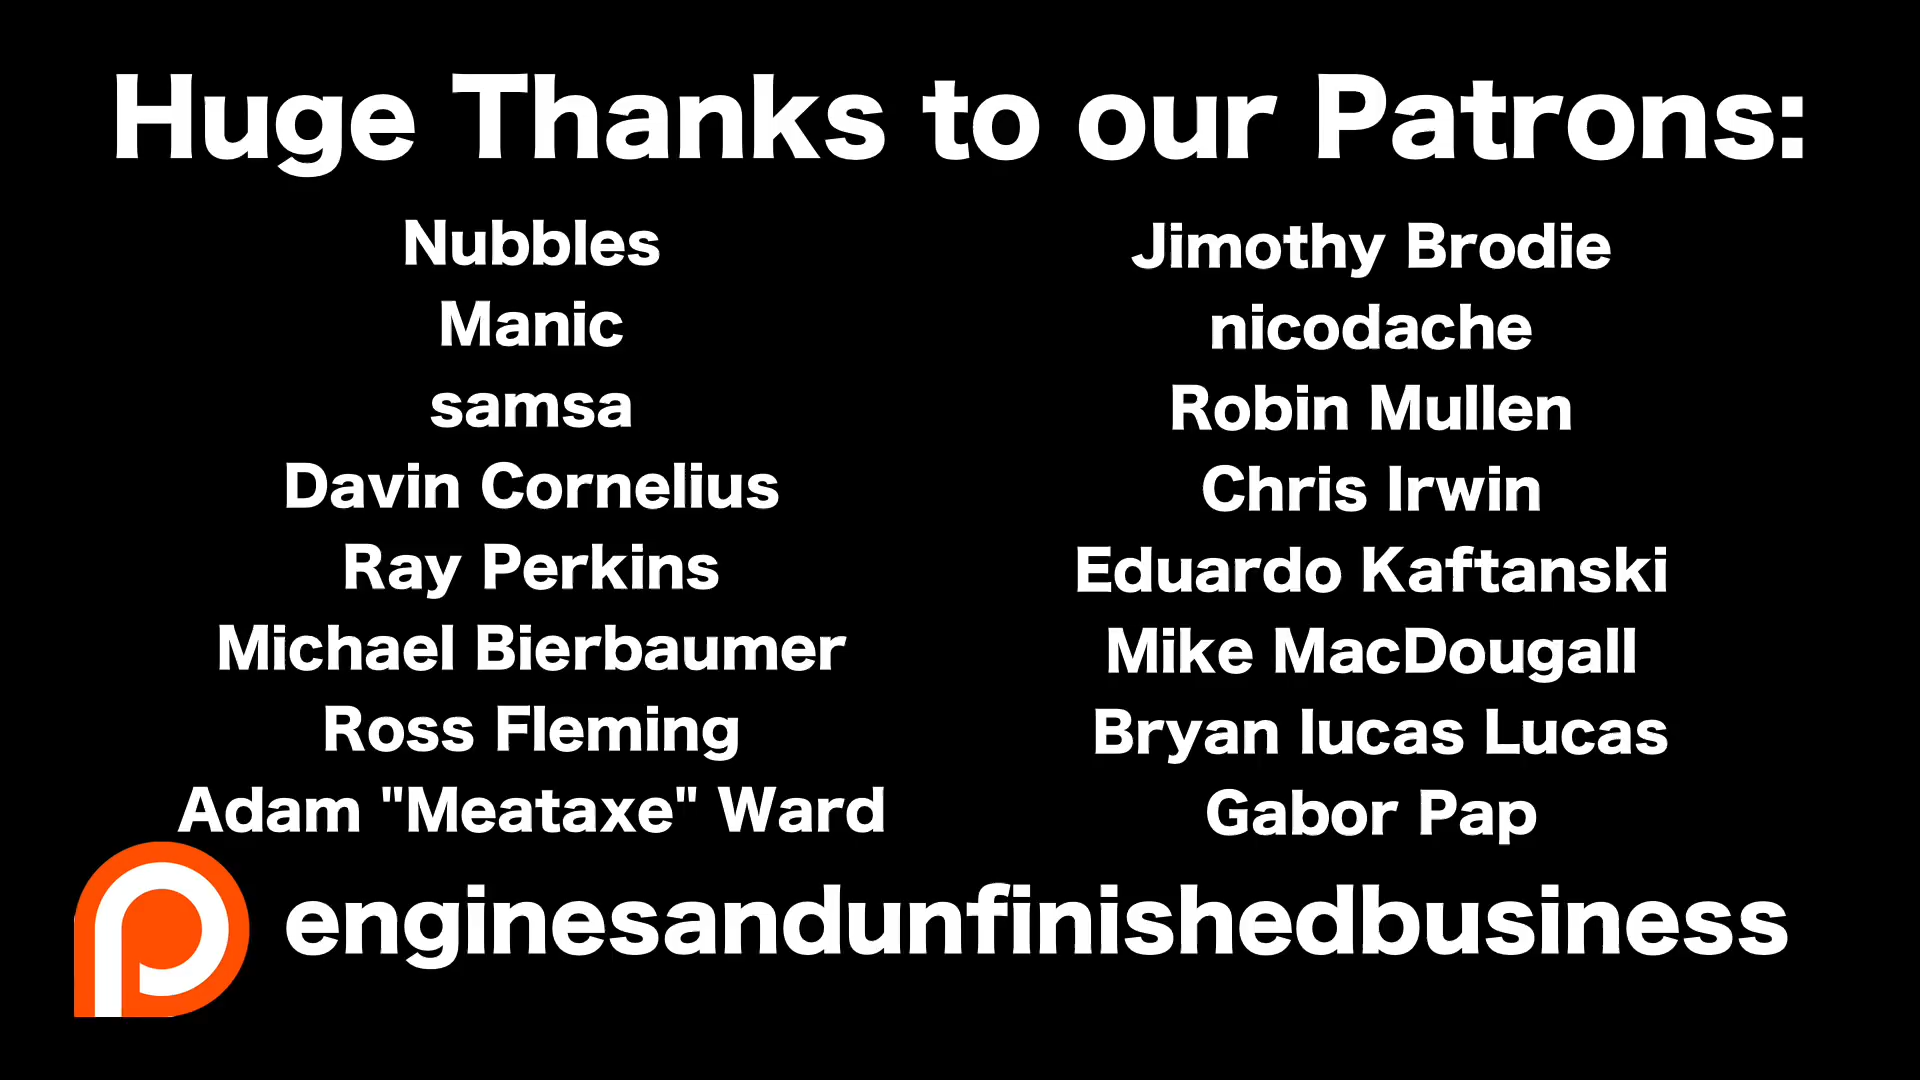 Huge Thanks to our Patrons:
Nubbles
Manic
samsa
Davin Cornelius
Ray Perkins
Michael Bierbaumer
Ross Fleming
Adam "Meataxe" Ward
Jimothy Brodie
nicodache
Robin Mullen
Chris Irwin
Eduardo Kaftanski
Mike MacDougall
Bryan lucas Lucas
Gabor Pap
enginesandunfinishedbusiness